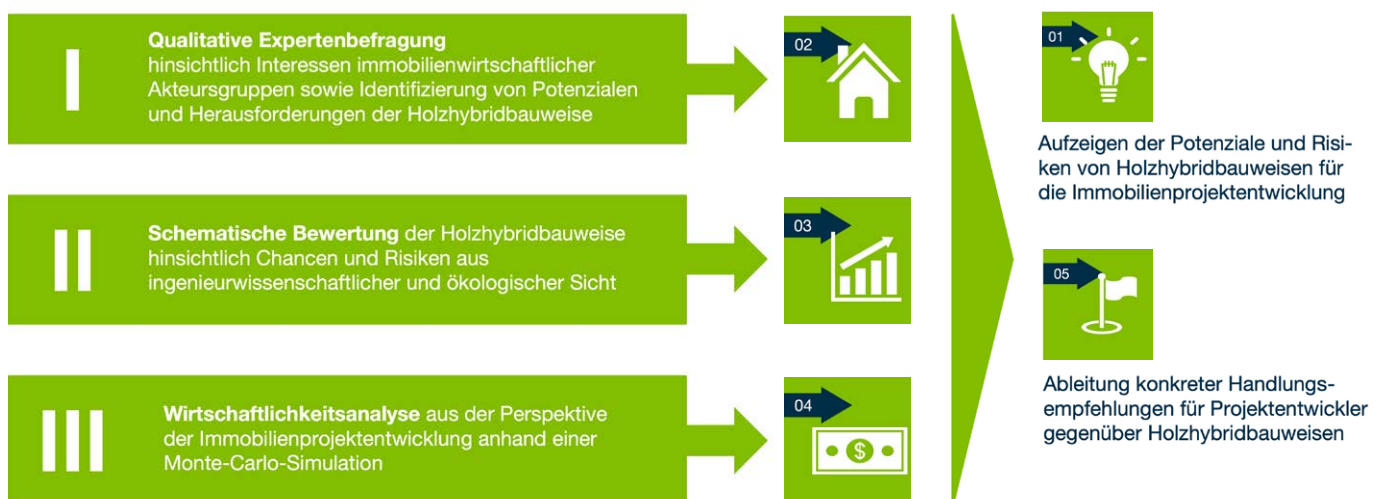 I
Qualitative Expertenbefragung
hinsichtlich Interessen immobilienwirtschaftlicher
Akteursgruppen sowie Identifizierung von Potenzialen
und Herausforderungen der Holzhybridbauweise
02
II
Schematische Bewertung der Holzhybridbauweise
hinsichtlich Chancen und Risiken aus
ingenieurwissenschaftlicher und ökologischer Sicht
03
III
Wirtschaftlichkeitsanalyse aus der Perspektive
der Immobilienprojektentwicklung anhand einer
Monte-Carlo-Simulation
04
$
01
Aufzeigen der Potenziale und Risi-
ken von Holzhybridbauweisen für
die Immobilienprojektentwicklung
05
Ableitung konkreter Handlungs-
empfehlungen für Projektentwickler
gegenüber Holzhybridbauweisen